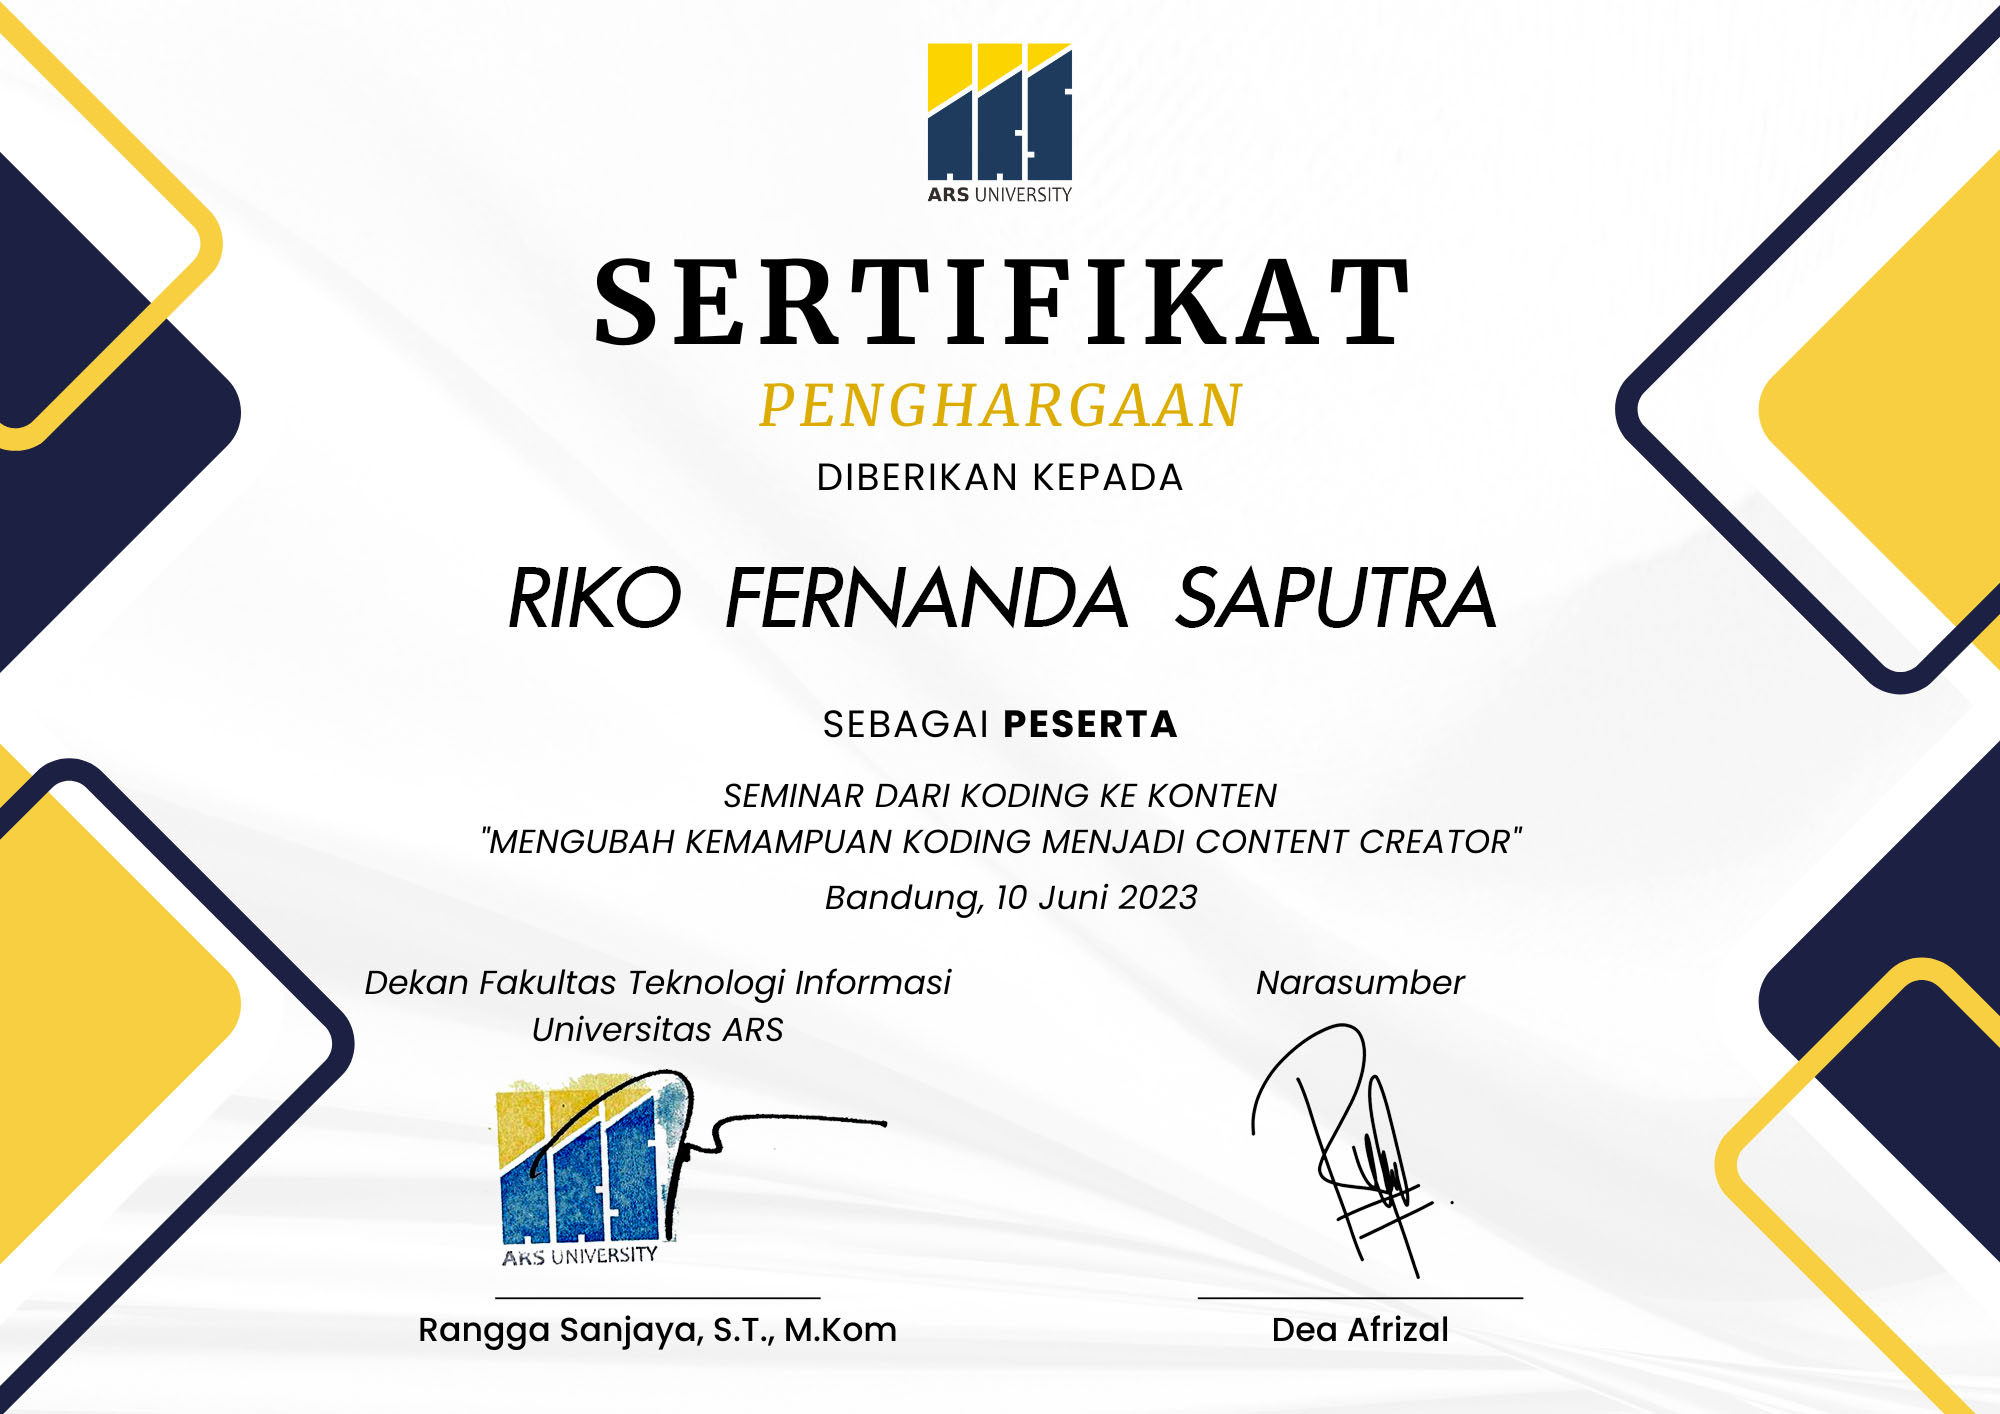 ARS UNIVERSITY
SERTIFIKAT
PENGHARGAAN
DIBERIKAN KEPADA
RIKO FERNANDA SAPUTRA
SEBAGAI PESERTA
SEMINAR DARI KODING KE KONTEN
"MENGUBAH KEMAMPUAN KODING MENJADI CONTENT CREATOR"
Bandung, 10 Juni 2023
Dekan Fakultas Teknologi Informasi
Universitas ARS
ARS UNIVERSITY
Rangga Sanjaya, S.T., M.Kom
Narasumber
Dea Afrizal